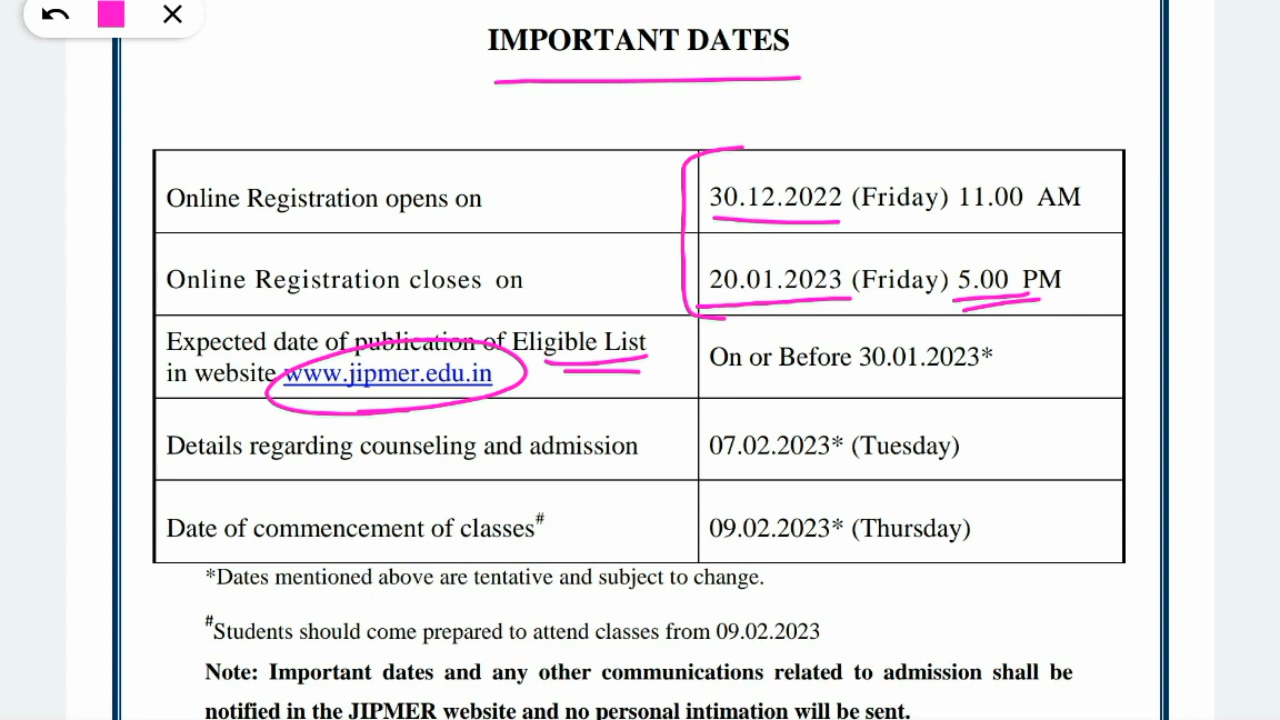 IMPORTANT DATES
Online Registration opens on
30.12.2022 (Friday) 11.00 AM
Online Registration closes on
20.01.2023 (Friday) 5.00 PM
Expected date of publication of Eligible List
in website www.jipmer.edu.in
On or Before 30.01.2023*
Details regarding counseling and admission
07.02.2023* (Tuesday)
Date of commencement of classes#
09.02.2023* (Thursday)
*Dates mentioned above are tentative and subject to change.
#Students should come prepared to attend classes from 09.02.2023
Note: Important dates and any other communications related to admission shall be
notified in the JIPMER website and no personal intimation will be sent.